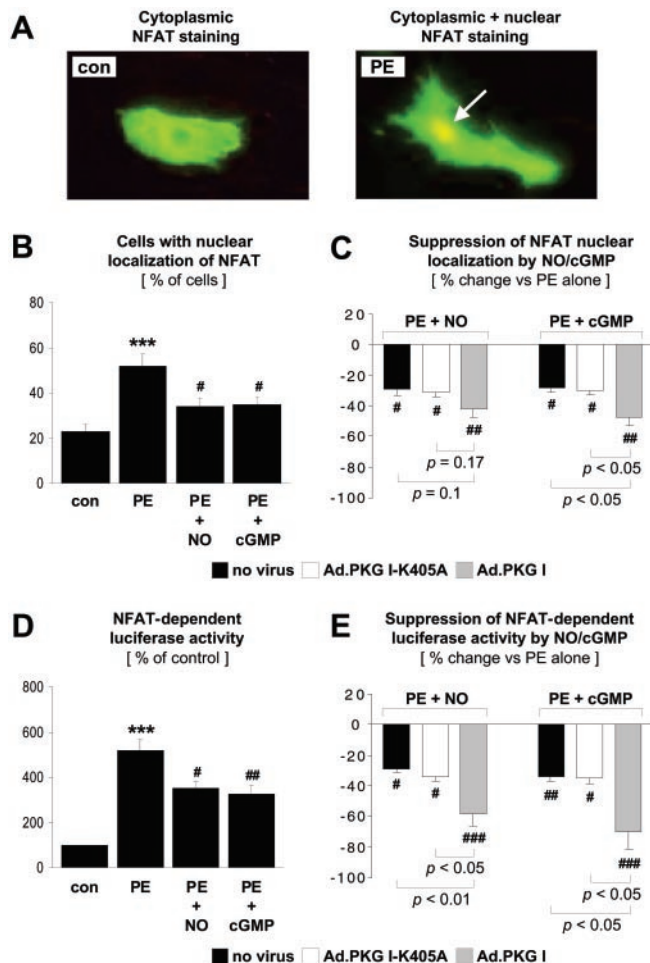 A
Cytoplasmic
NFAT staining
Cytoplasmic + nuclear
NFAT staining
con
PE
B
Cells with nuclear
localization of NFAT
[ % of cells ]
80
60
40
20
0
***
#
#
con
PE
PE
+
NO
PE
+
cGMP
C
Suppression of NFAT nuclear
localization by NO/cGMP
[ % change vs PE alone ]
20
0
-20
-40
-60
-80
-100
PE + NO
PE + cGMP
#
#
##
#
#
##
p = 0.17
p = 0.1
p < 0.05
p < 0.05
no virus
Ad.PKG I-K405A
Ad.PKG I
D
NFAT-dependent
luciferase activity
[ % of control ]
800
600
400
200
0
***
#
##
con
PE
PE
+
NO
PE
+
cGMP
E
Suppression of NFAT-dependent
luciferase activity by NO/cGMP
[ % change vs PE alone ]
20
0
-20
-40
-60
-80
-100
PE + NO
PE + cGMP
#
#
###
##
#
###
p < 0.05
p < 0.01
p < 0.05
p < 0.05
no virus
Ad.PKG I-K405A
Ad.PKG I